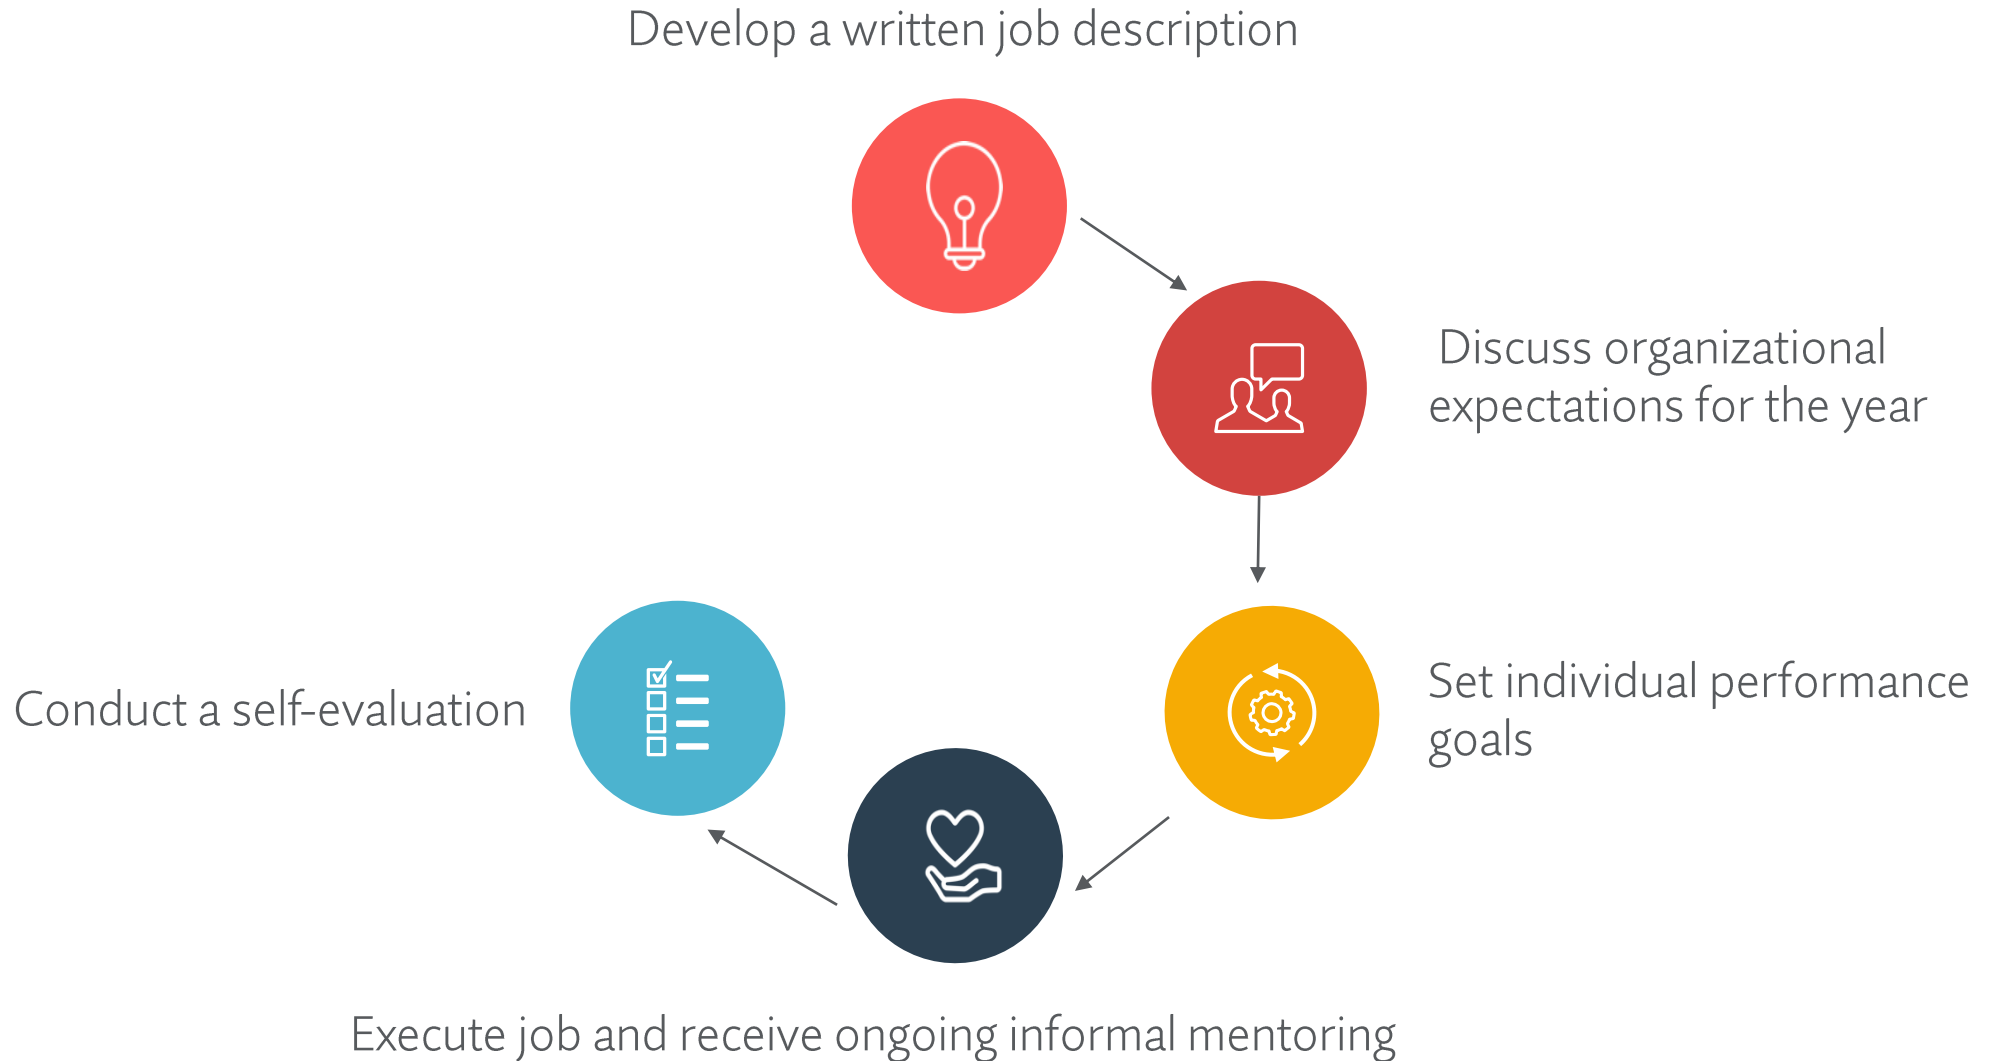 Develop a written job description
Discuss organizational
expectations for the year
Set individual performance
goals
Conduct a self-evaluation
Execute job and receive ongoing informal mentoring